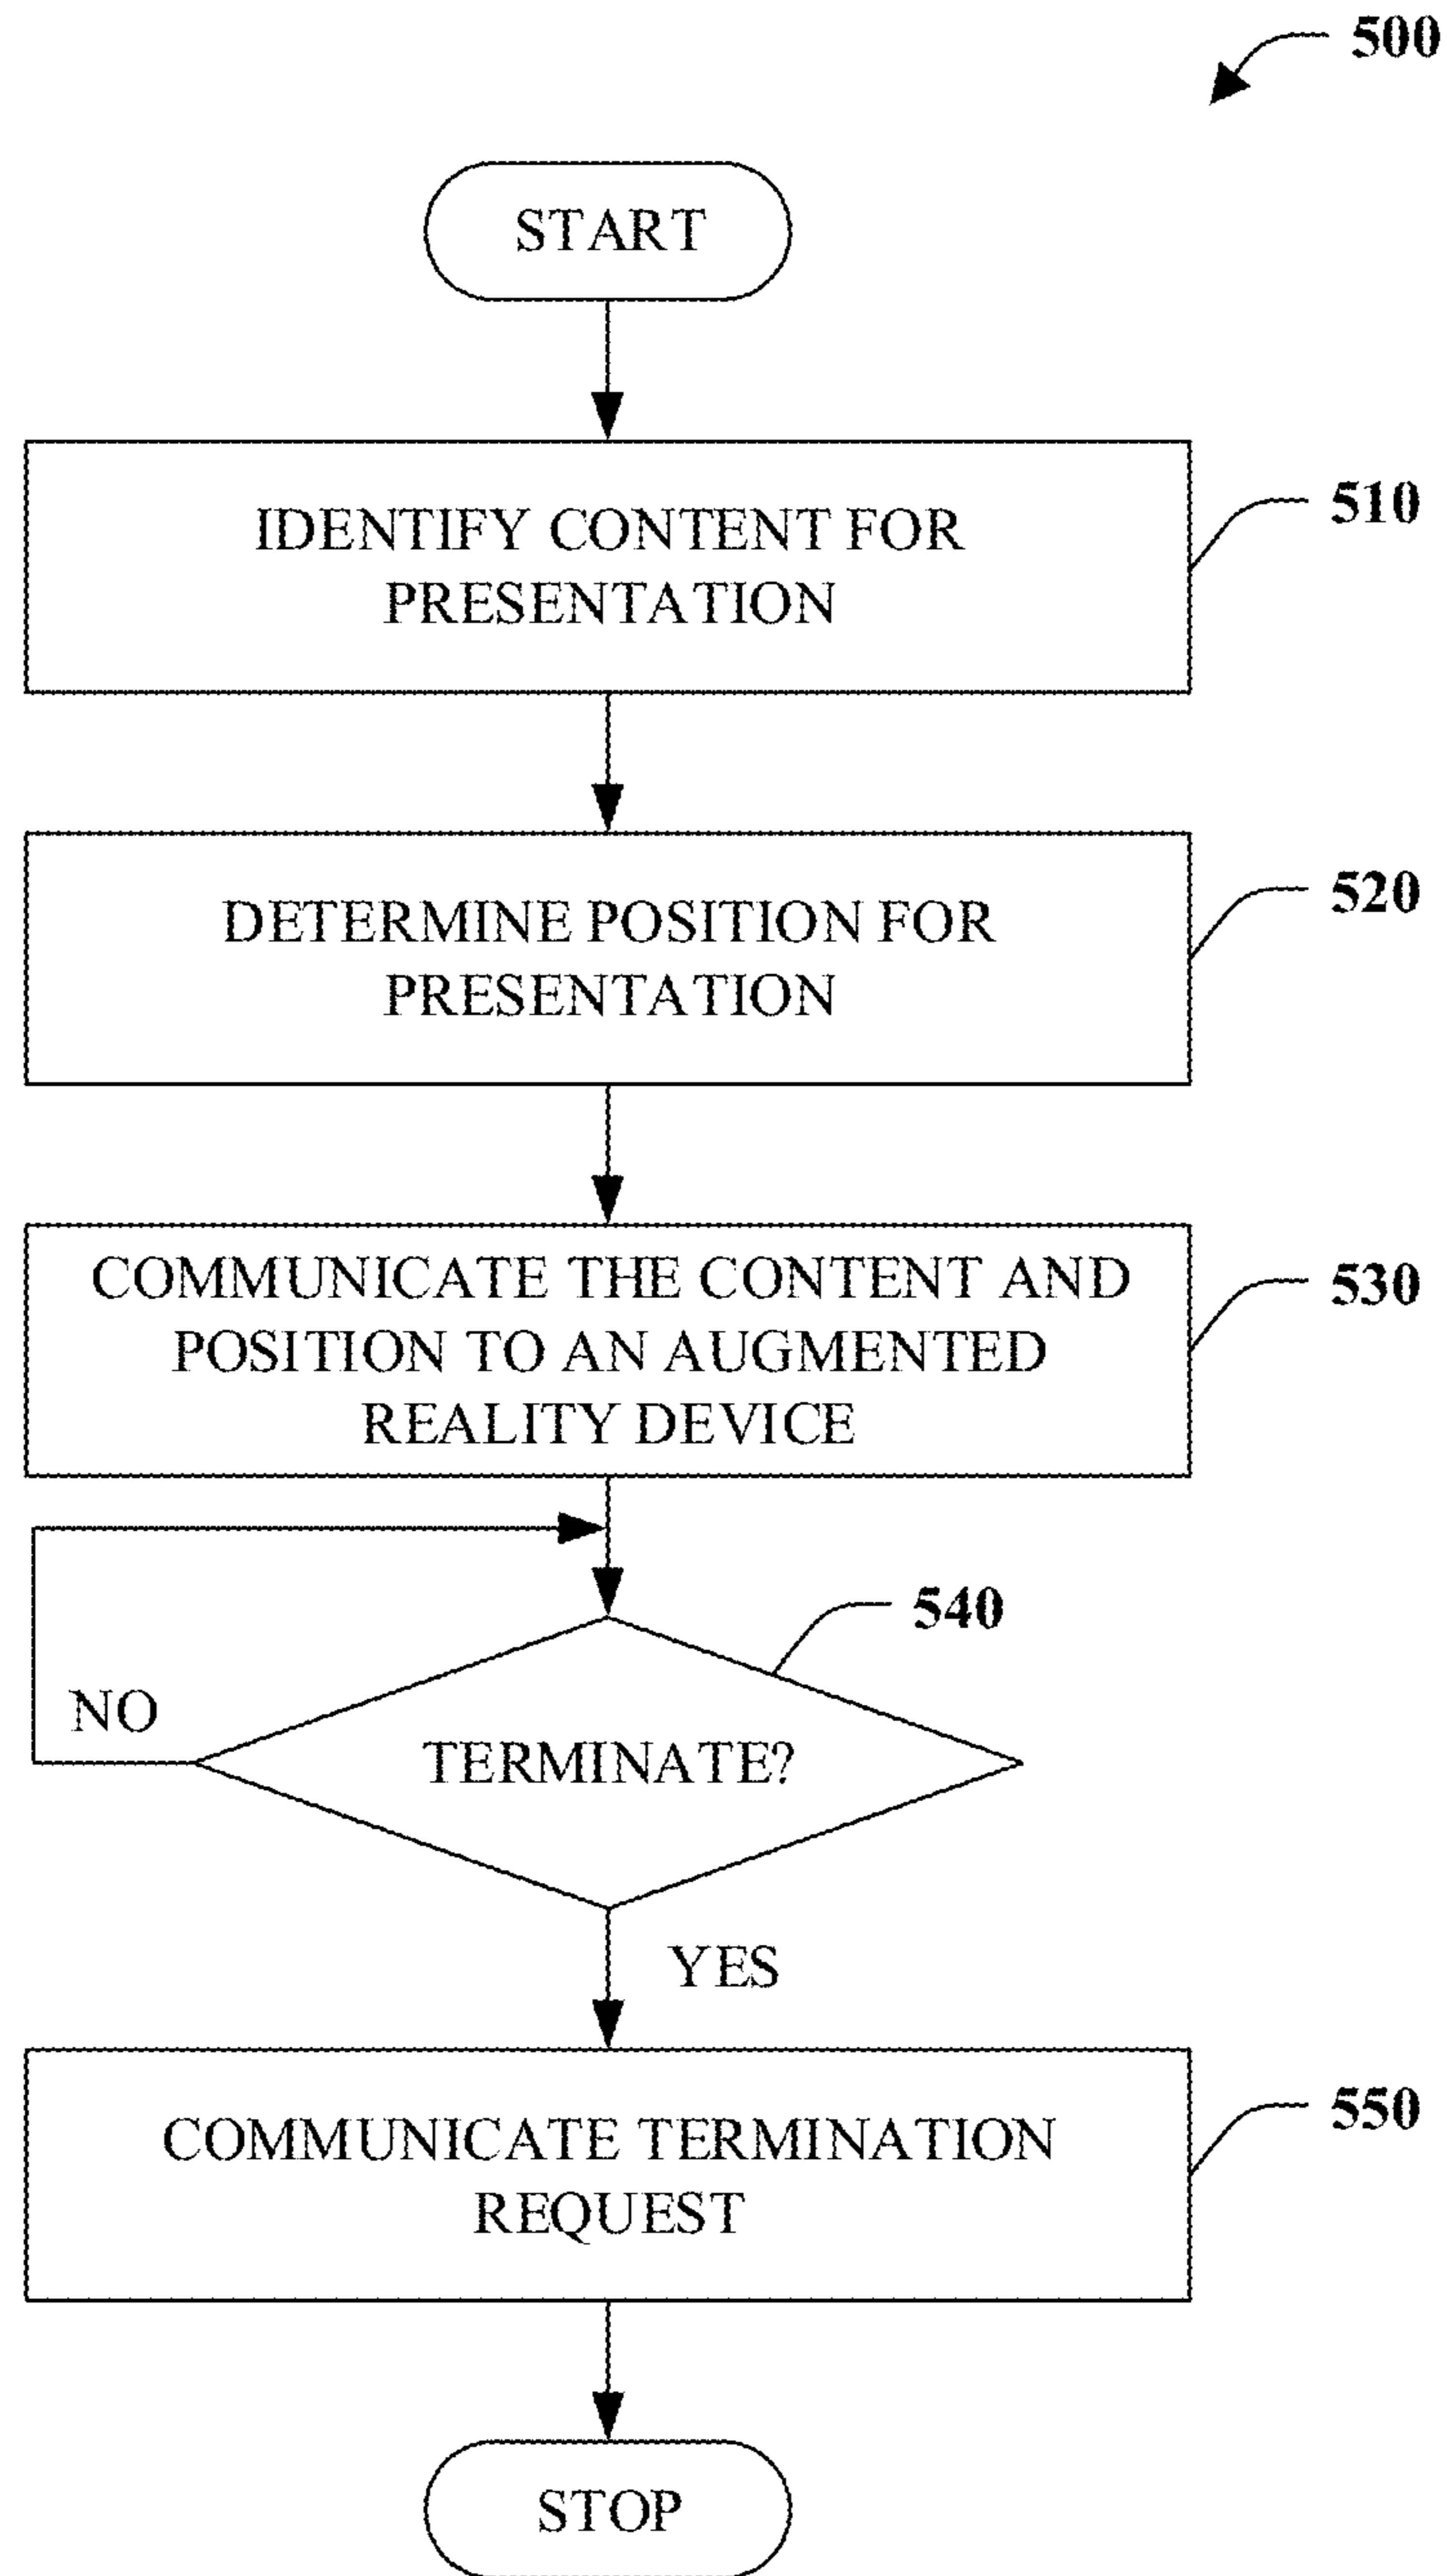 500
START
IDENTIFY CONTENT FOR
PRESENTATION
510
DETERMINE POSITION FOR
PRESENTATION
520
COMMUNICATE THE CONTENT AND
POSITION TO AN AUGMENTED
REALITY DEVICE
530
540
NO
TERMINATE?
YES
COMMUNICATE TERMINATION
REQUEST
550
STOP